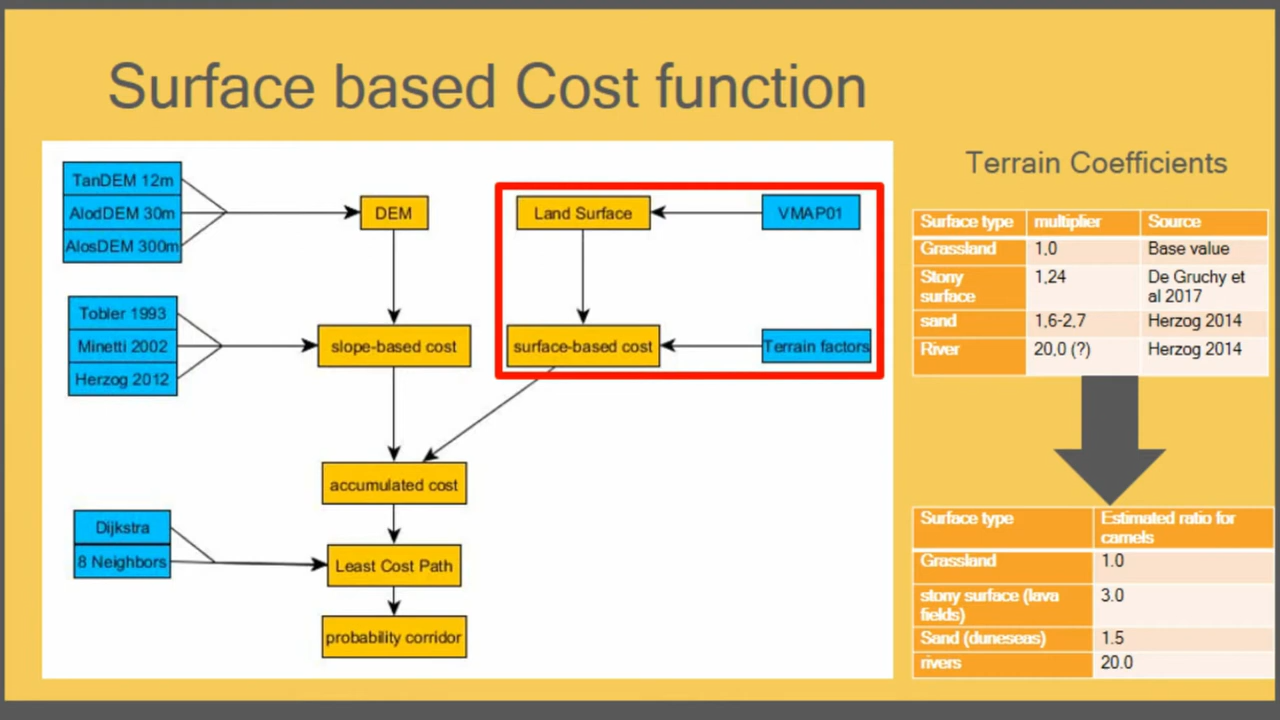 Surface based Cost function
TanDEM 12m
AlodDEM 30m
AlosDEM 300m
DEM
Land Surface
VMAP01
Tobler 1993
Minetti 2002
Herzog 2012
slope-based cost
surface-based cost
Terrain factors
accumulated cost
Dijkstra
8 Neighbors
Least Cost Path
probability corridor
Terrain Coefficients
Surface type multiplier Source
Grassland 1,0 Base value
Stony surface 1,24 De Gruchy et al 2017
sand 1,6-2,7 Herzog 2014
River 20,0 (?) Herzog 2014
Surface type Estimated ratio for camels
Grassland 1.0
stony surface (lava fields) 3.0
Sand (duneseas) 1.5
rivers 20.0